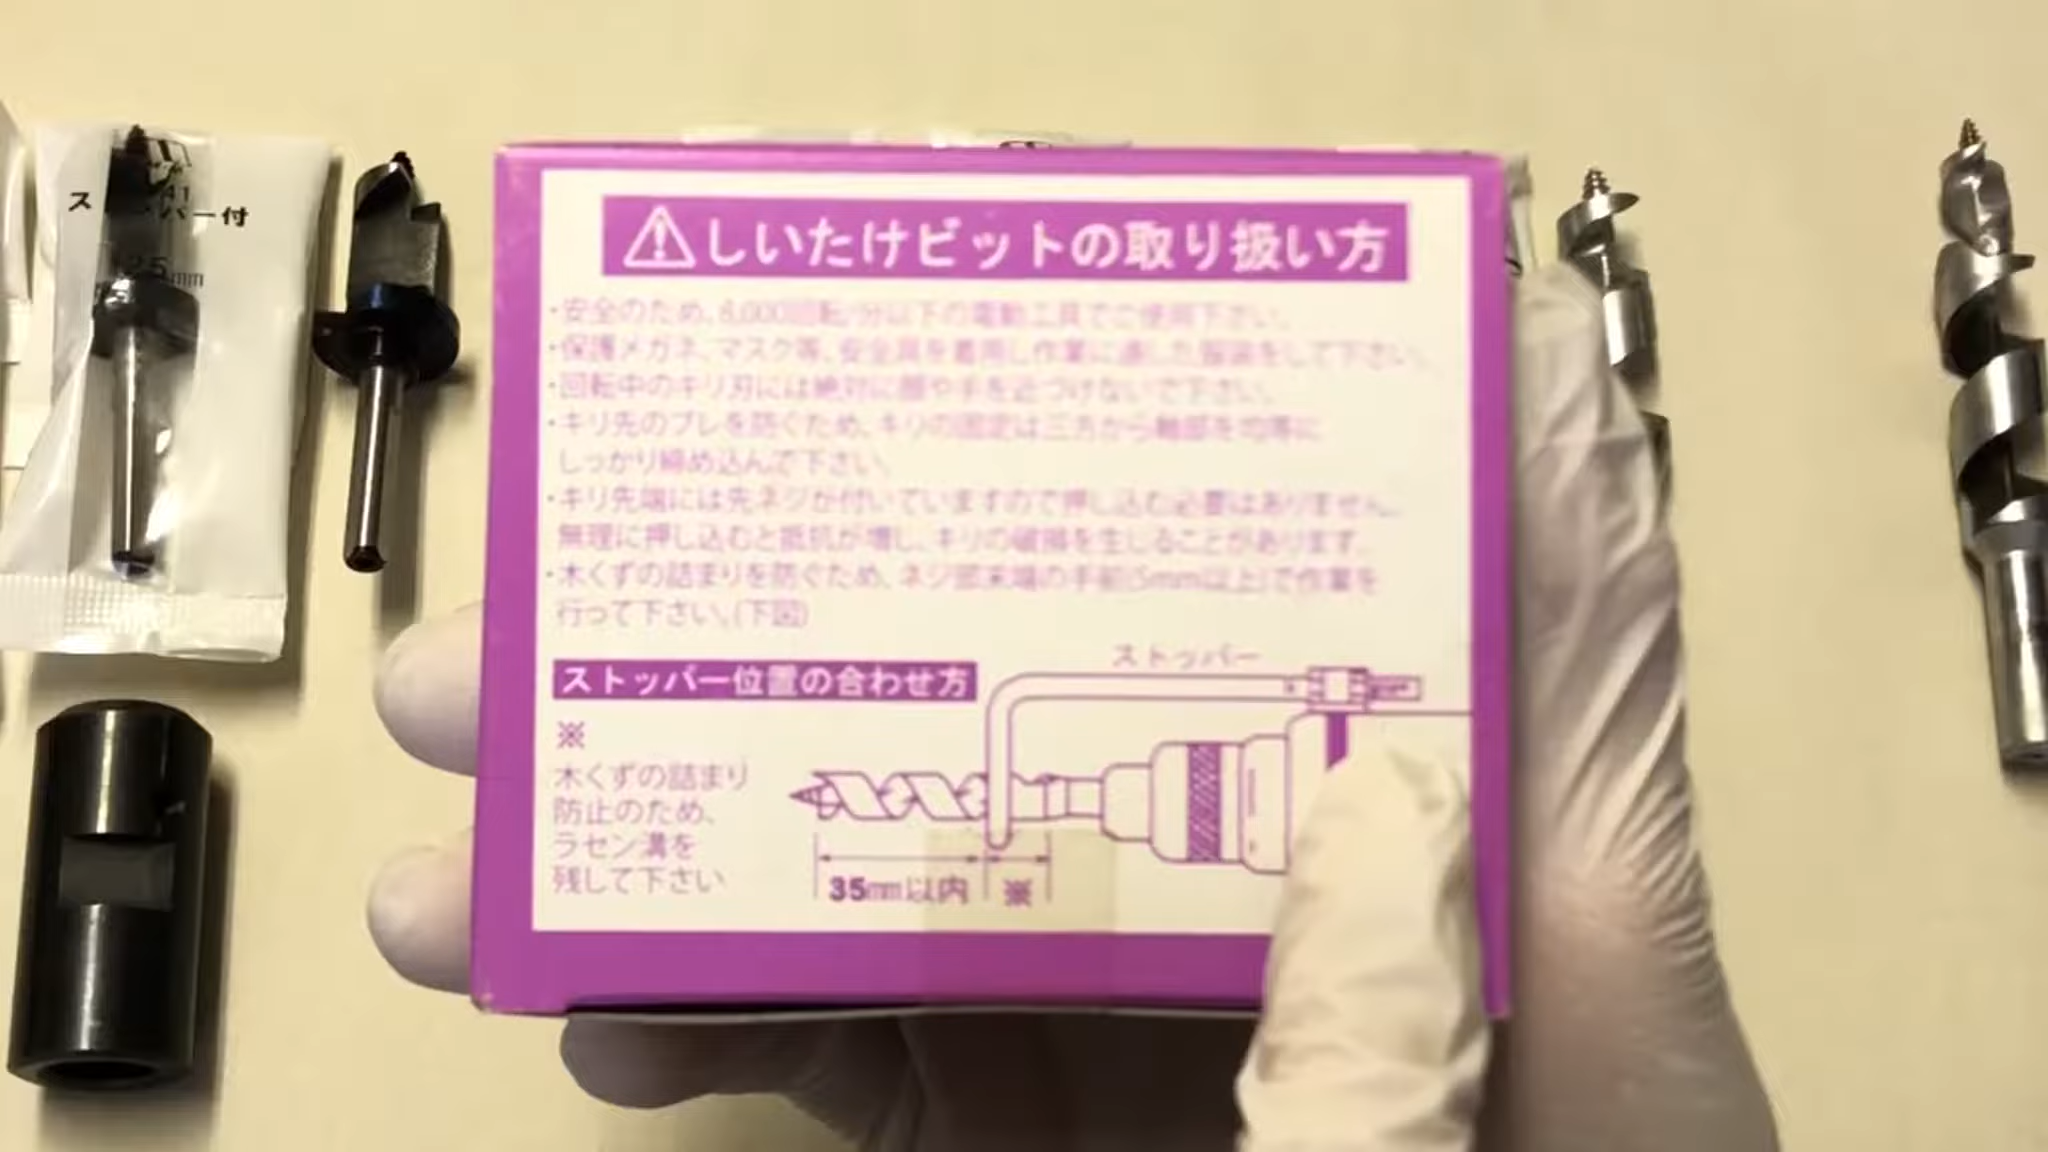 ストッパー付
25mm
しいたけビットの取り扱い方
・安全のため、8,000回転/分以下の電動工具でご使用下さい。
・保護メガネ、マスク等、安全具を着用し作業に適した服装をして下さい。
・回転中のキリ刃には絶対に顔や手を近づけないで下さい。
・キリ先のブレを防ぐため、キリの固定は三方から軸部を均等に
しっかり締め込んで下さい。
・キリ先端には先ネジが付いていますので押し込む必要はありません。
無理に押し込むと抵抗が増し、キリの破損を生じることがあります。
・木くずの詰まりを防ぐため、ネジ部末端の手前(5mm以上)で作業を
行って下さい。(下図)
ストッパー位置の合わせ方
ストッパー
※
木くずの詰まり
防止のため、
ラセン溝を
残して下さい
35mm以内
※